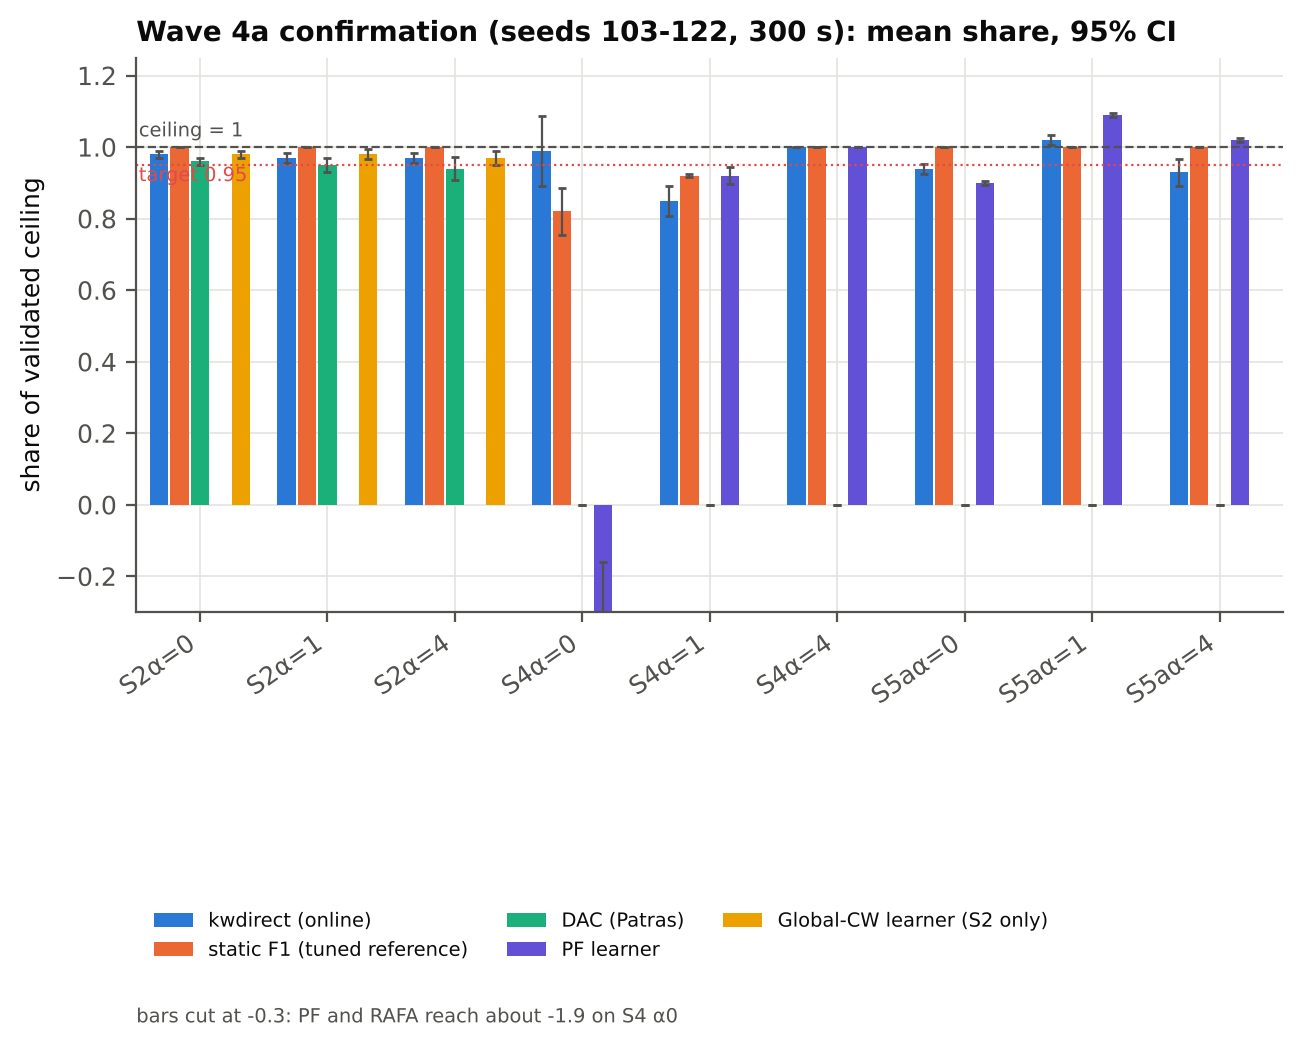 Wave 4a confirmation (seeds 103-122, 300 s): mean share, 95% CI
share of validated ceiling
1.2
1.0
0.8
0.6
0.4
0.2
0.0
−0.2
ceiling = 1
target 0.95
S2α=0
S2α=1
S2α=4
S4α=0
S4α=1
S4α=4
S5aα=0
S5aα=1
S5aα=4
kwdirect (online)
static F1 (tuned reference)
DAC (Patras)
PF learner
Global-CW learner (S2 only)
bars cut at -0.3: PF and RAFA reach about -1.9 on S4 α0